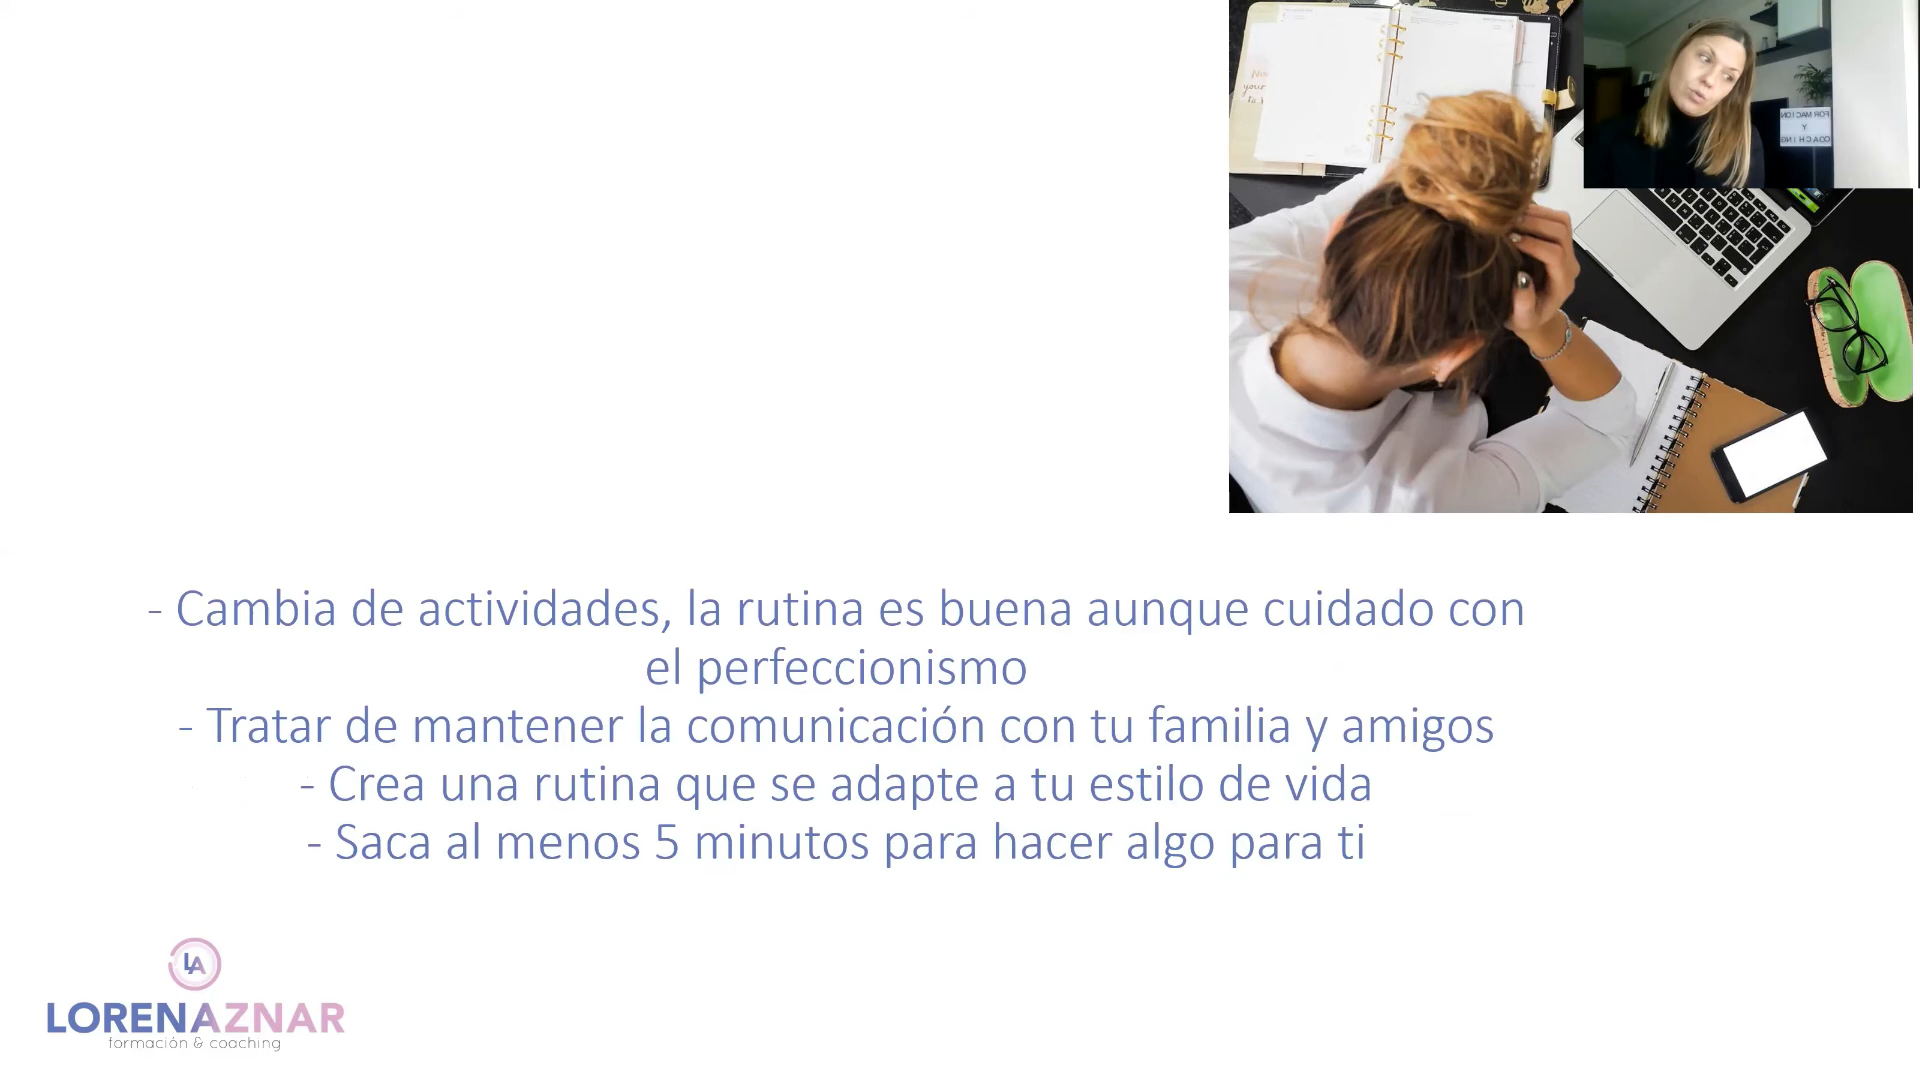 FORMACION
Y
COACHING
- Cambia de actividades, la rutina es buena aunque cuidado con
el perfeccionismo
- Tratar de mantener la comunicación con tu familia y amigos
- Crea una rutina que se adapte a tu estilo de vida
- Saca al menos 5 minutos para hacer algo para ti
LA
LORENAZNAR
formación & coaching